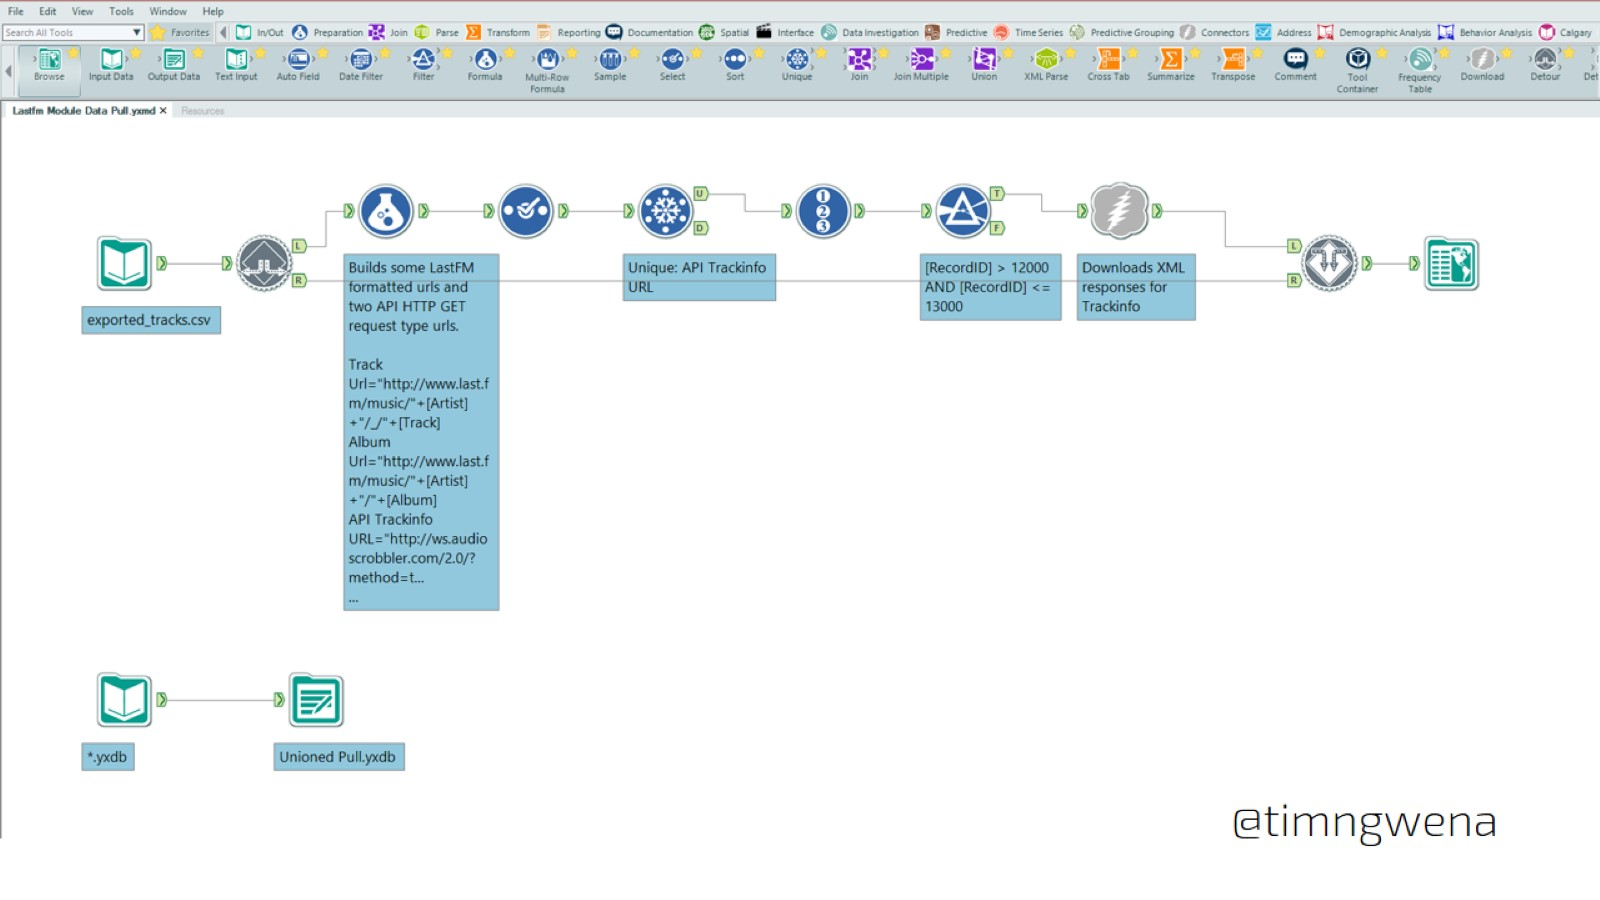 File Edit View Tools Window Help
Search All Tools Favorites In/Out Preparation Join Parse Transform Reporting Documentation Spatial Interface Data Investigation Predictive Time Series Predictive Grouping Connectors Address Demographic Analysis Behavior Analysis Calgary
Browse Input Data Output Data Text Input Auto Field Date Filter Filter Formula Multi-Row Formula Sample Select Sort Unique Join Join Multiple Union XML Parse Cross Tab Summarize Transpose Comment Tool Container Frequency Table Download Detour Det
Lastfm Module Data Pull.yxmd Resources
U
D
1
2
3
T
F
L
R
L
R
exported_tracks.csv
Builds some LastFM
formatted urls and
two API HTTP GET
request type urls.
Track
Url="http://www.last.f
m/music/"+[Artist]
+"/_/"+[Track]
Album
Url="http://www.last.f
m/music/"+[Artist]
+"/"+[Album]
API Trackinfo
URL="http://ws.audio
scrobbler.com/2.0/?
method=t...
...
Unique: API Trackinfo
URL
[RecordID] > 12000
AND [RecordID] <=
13000
Downloads XML
responses for
Trackinfo
*.yxdb
Unioned Pull.yxdb
@timngwena